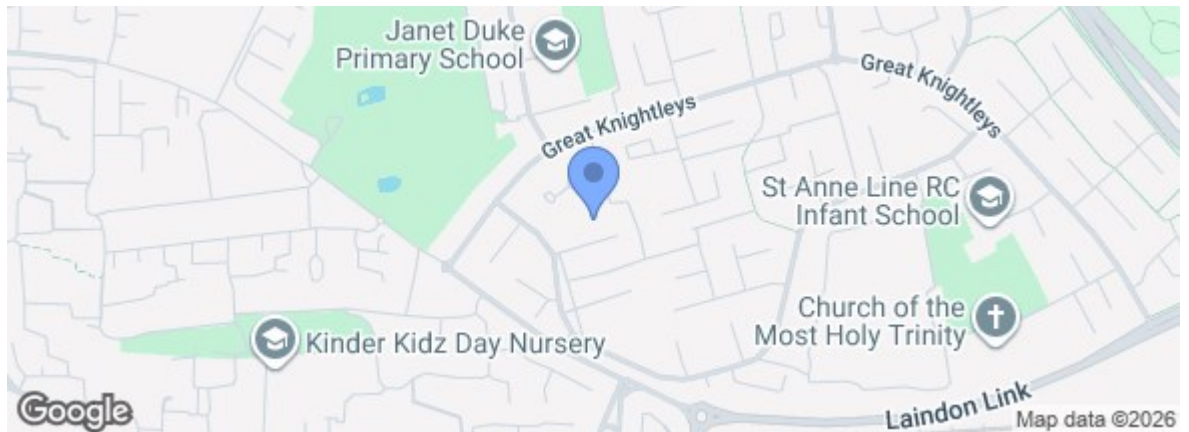 Janet Duke
Primary School
Great Knightleys
Great Knightleys
St Anne Line RC
Infant School
Church of the
Most Holy Trinity
Kinder Kidz Day Nursery
Laindon Link
Google
Map data ©2026